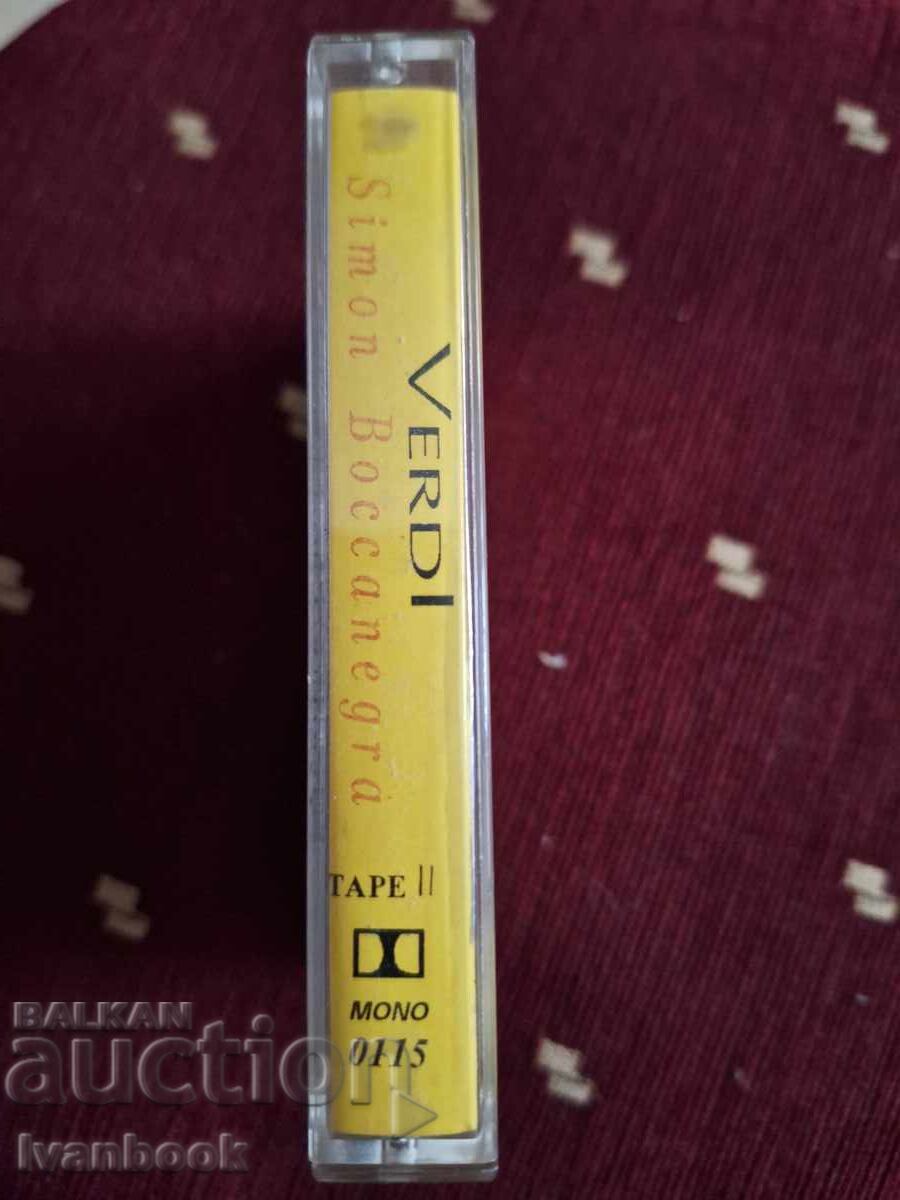 VERDI
Simon Boccanegra
TAPE II
MONO
0115
BALKAN
auction
Ivanbook